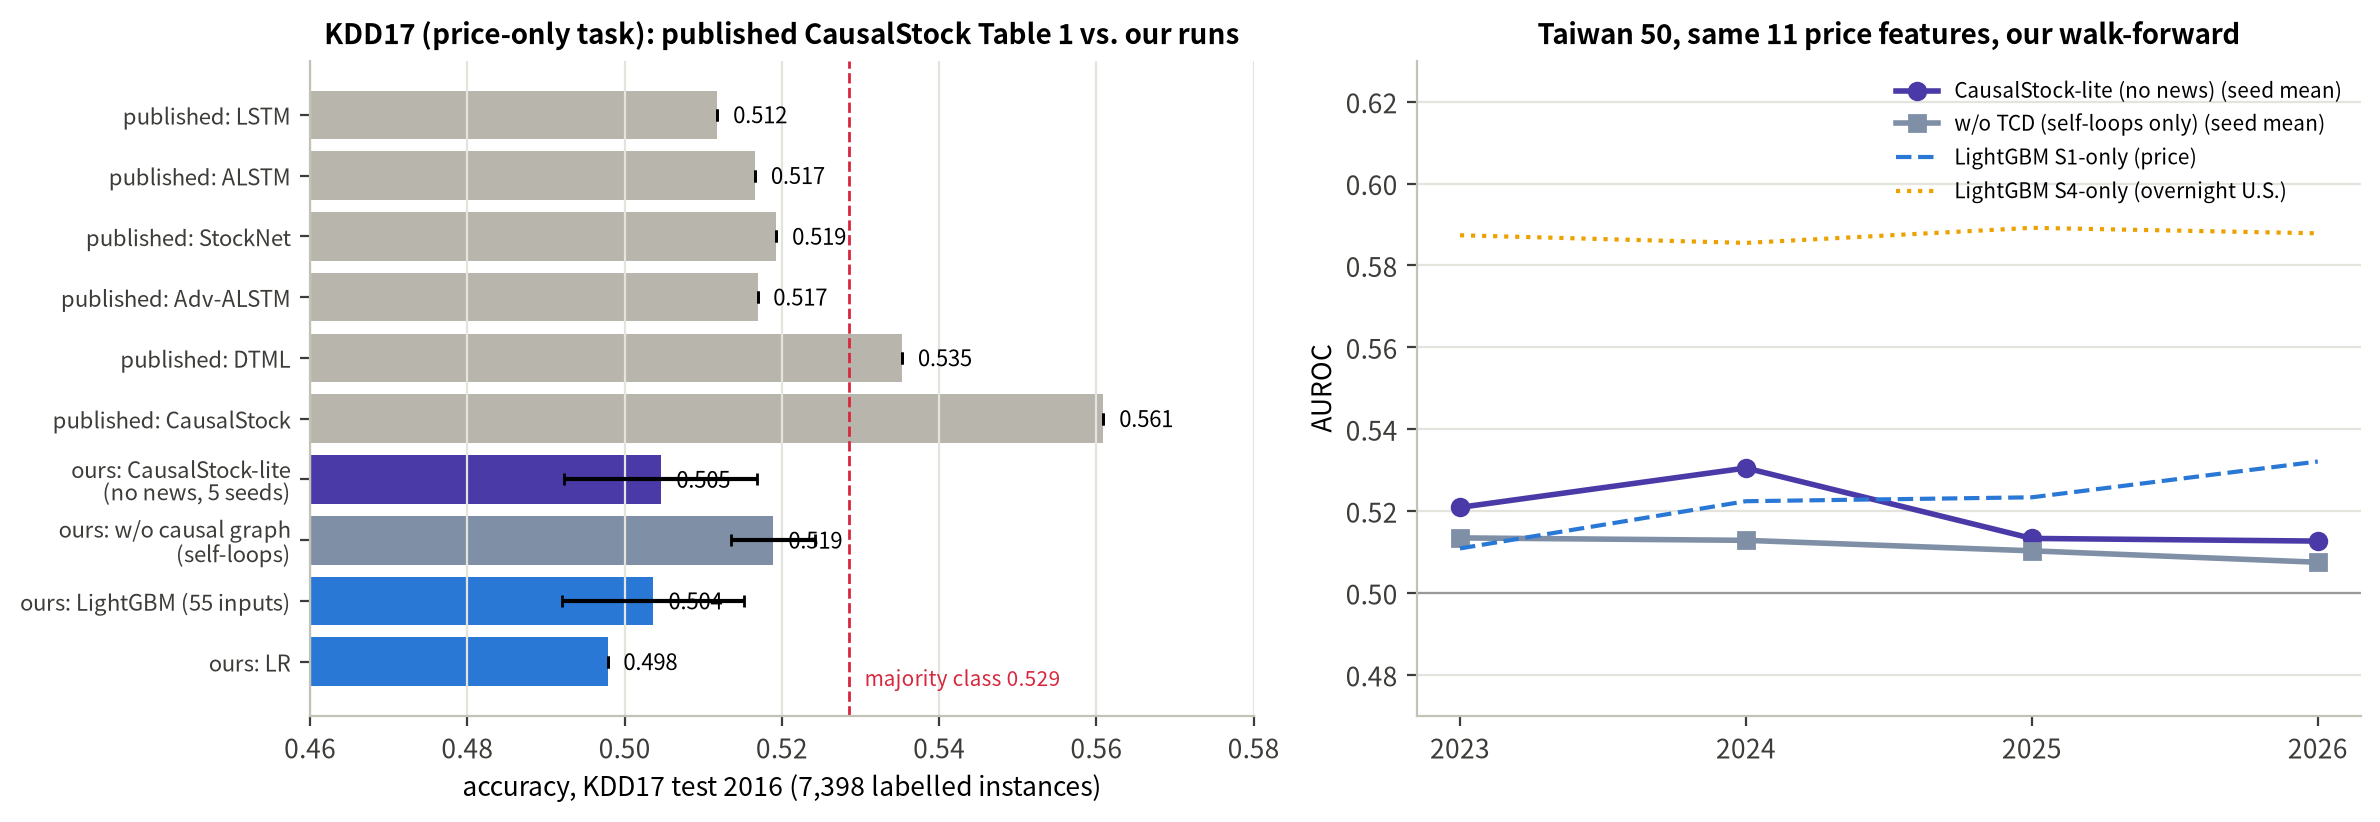 KDD17 (price-only task): published CausalStock Table 1 vs. our runs
published: LSTM
0.512
published: ALSTM
0.517
published: StockNet
0.519
published: Adv-ALSTM
0.517
published: DTML
0.535
published: CausalStock
0.561
ours: CausalStock-lite
(no news, 5 seeds)
0.505
ours: w/o causal graph
(self-loops)
0.519
ours: LightGBM (55 inputs)
0.504
ours: LR
0.498
majority class 0.529
0.46 0.48 0.50 0.52 0.54 0.56 0.58
accuracy, KDD17 test 2016 (7,398 labelled instances)
Taiwan 50, same 11 price features, our walk-forward
CausalStock-lite (no news) (seed mean)
w/o TCD (self-loops only) (seed mean)
LightGBM S1-only (price)
LightGBM S4-only (overnight U.S.)
AUROC
0.62
0.60
0.58
0.56
0.54
0.52
0.50
0.48
2023 2024 2025 2026